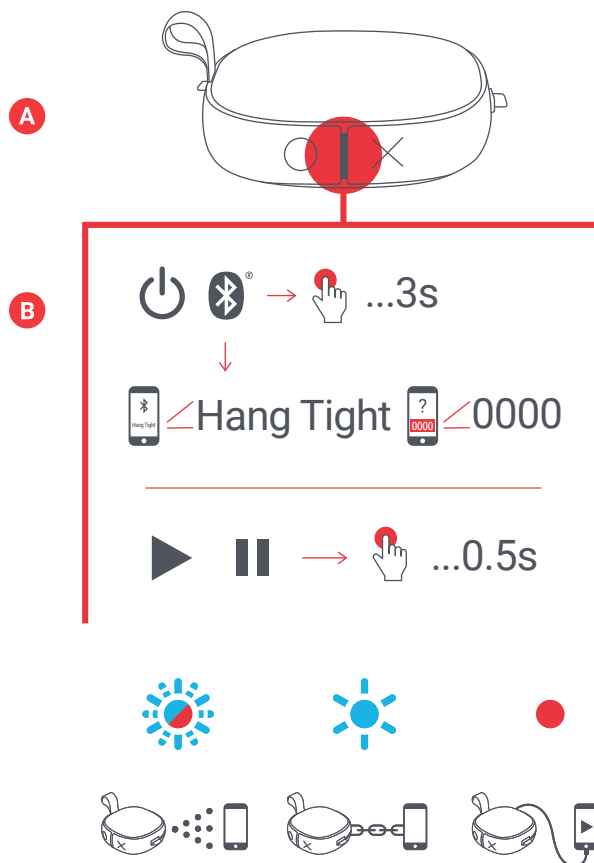 A
B
® ...3s
Hang Tight
Hang Tight
?
0000
0000
...0.5s